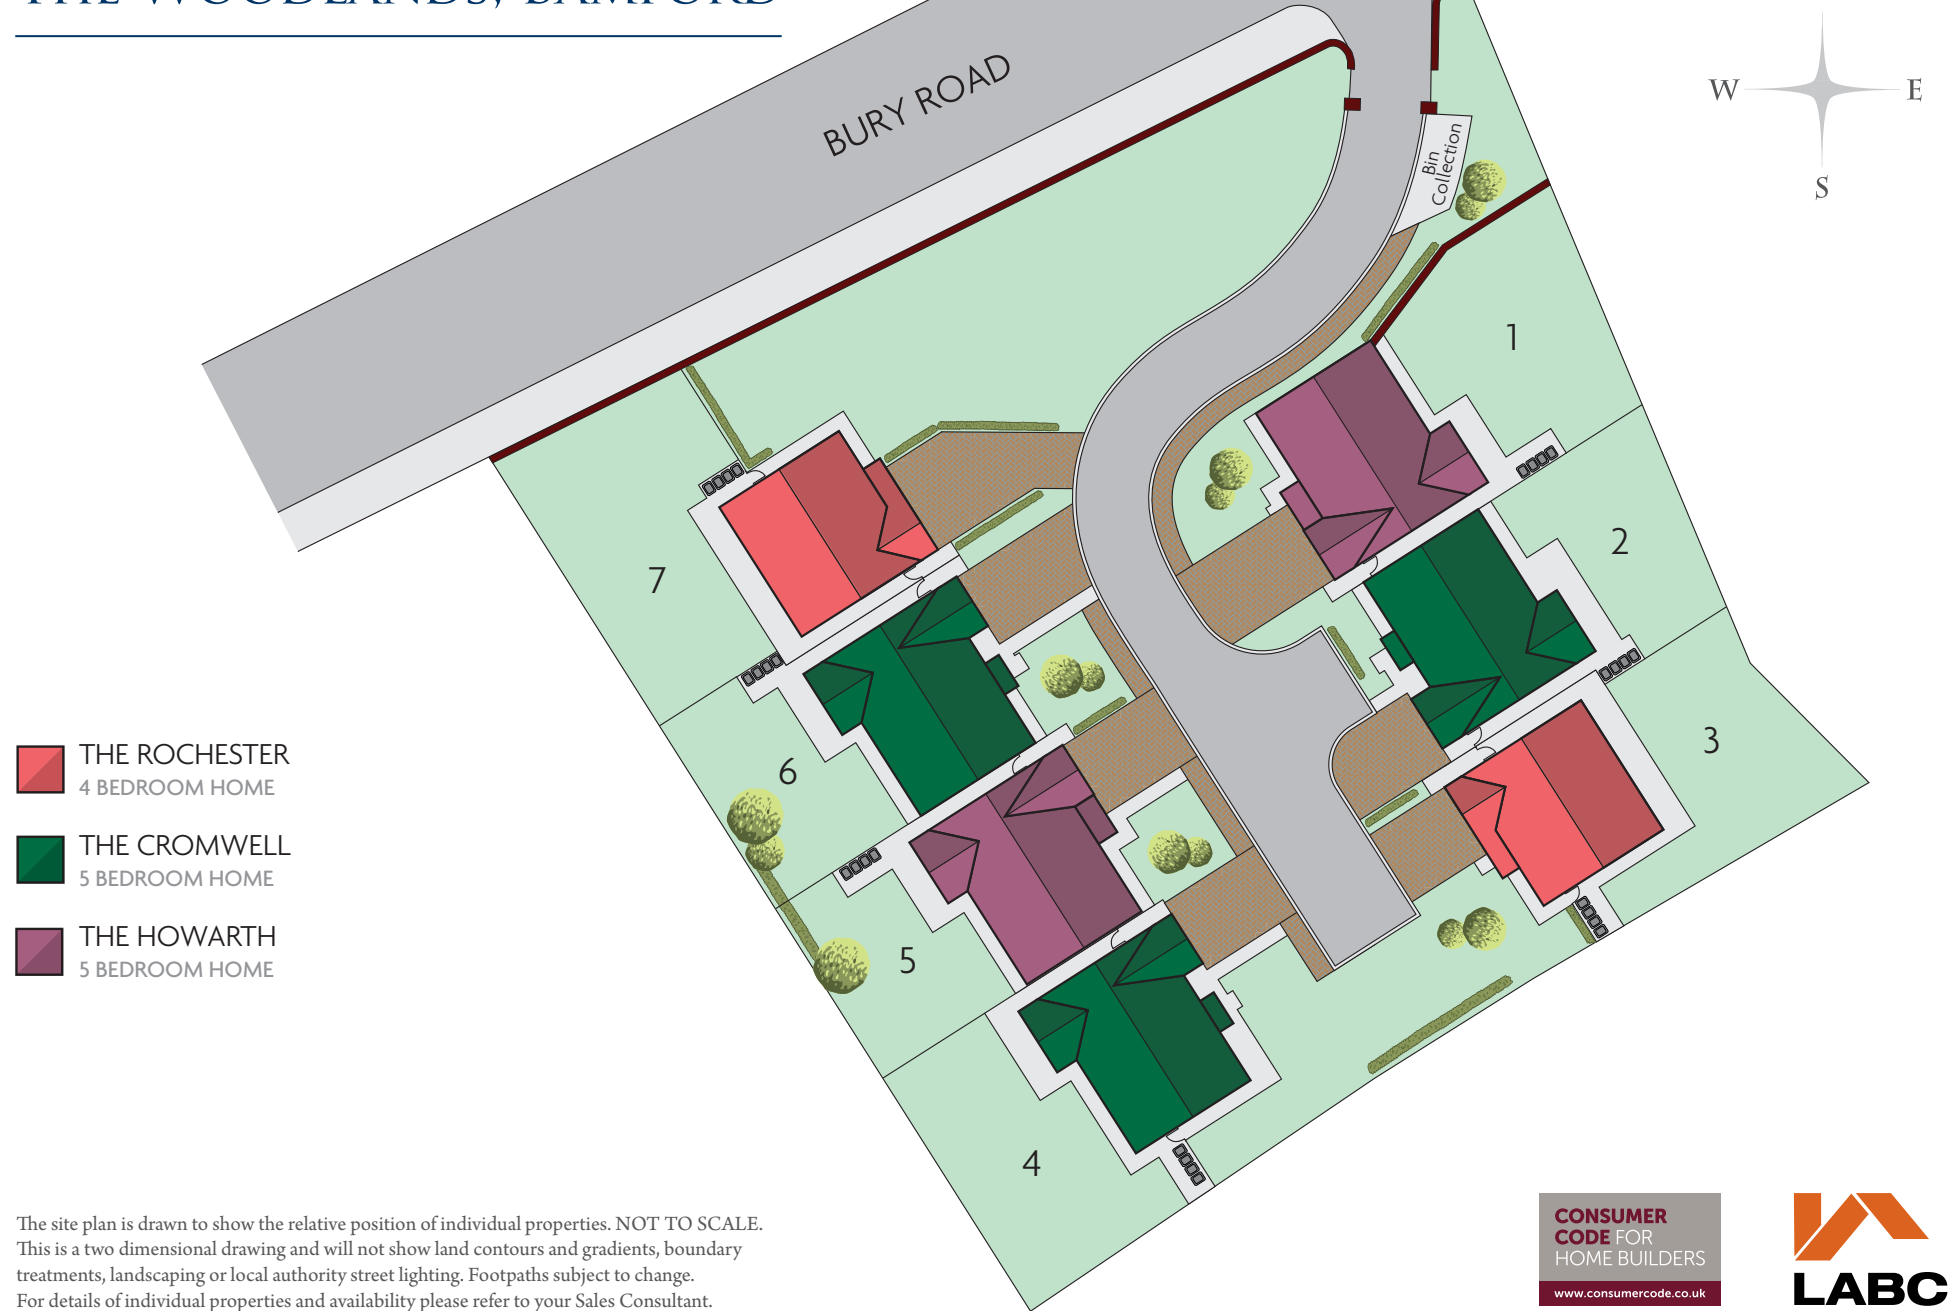 THE WOODLANDS, BAMFORD
BURY ROAD
W
E
S
Bin
Collection
1
2
3
4
5
6
7
THE ROCHESTER
4 BEDROOM HOME
THE CROMWELL
5 BEDROOM HOME
THE HOWARTH
5 BEDROOM HOME
The site plan is drawn to show the relative position of individual properties. NOT TO SCALE.
This is a two dimensional drawing and will not show land contours and gradients, boundary
treatments, landscaping or local authority street lighting. Footpaths subject to change.
For details of individual properties and availability please refer to your Sales Consultant.
CONSUMER
CODE FOR
HOME BUILDERS
www.consumercode.co.uk
LABC